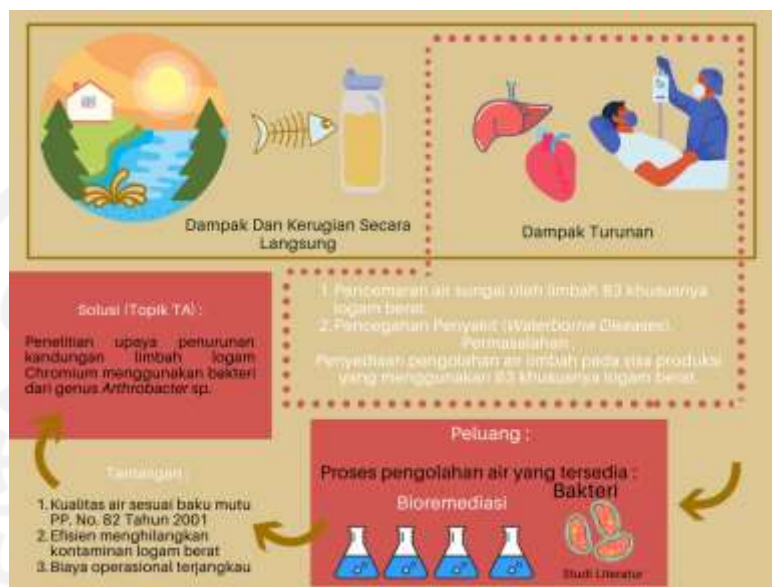 Dampak Dan Kerugian Secara
Langsung
Dampak Turunan
1. Pencemaran air sungai oleh limbah B3 khususnya
logam berat.
2. Pencegahan Penyakit (Waterborne Diseases).
Permasalahan :
Penyediaan pengolahan air limbah pada sisa produksi
yang menggunakan B3 khususnya logam berat.
Solusi (Topik TA) :
Penelitian upaya penurunan
kandungan limbah logam
Chromium menggunakan bakteri
dari genus Arthrobacter sp.
Peluang :
Proses pengolahan air yang tersedia :
Bioremediasi
Bakteri
Studi Literatur
Tantangan :
1. Kualitas air sesuai baku mutu
PP. No. 82 Tahun 2001
2. Efisien menghilangkan
kontaminan logam berat
3. Biaya operasional terjangkau